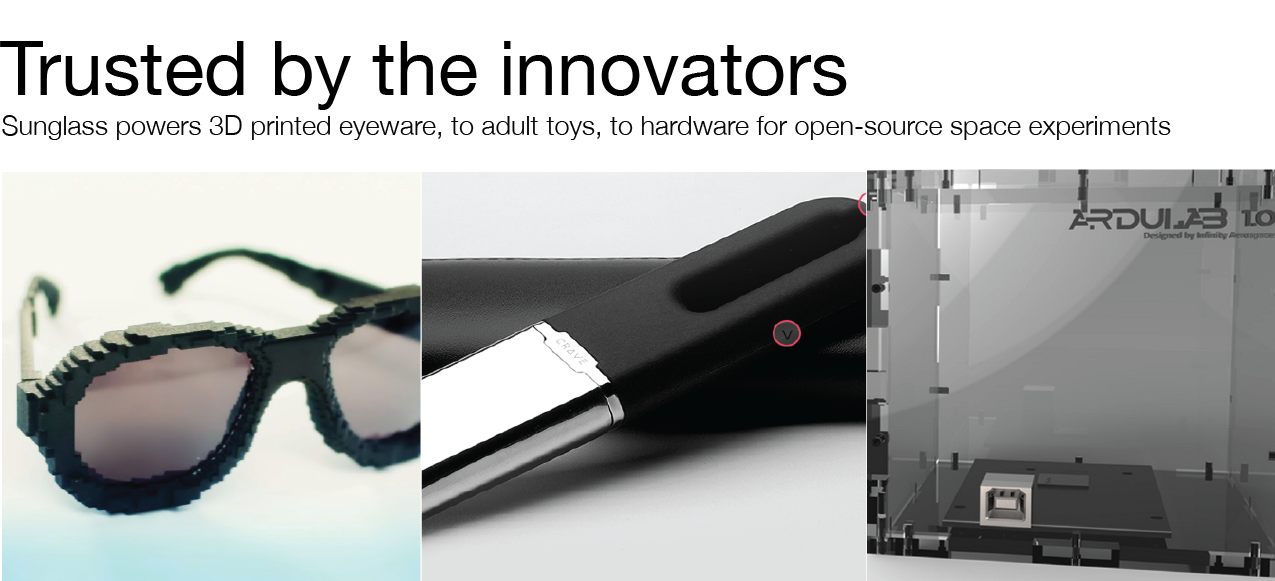 Trusted by the innovators
Sunglass powers 3D printed eyeware, to adult toys, to hardware for open-source space experiments
F
ARDULAB 1.0
Designed by Infinity Aerospace
CRAVE
V